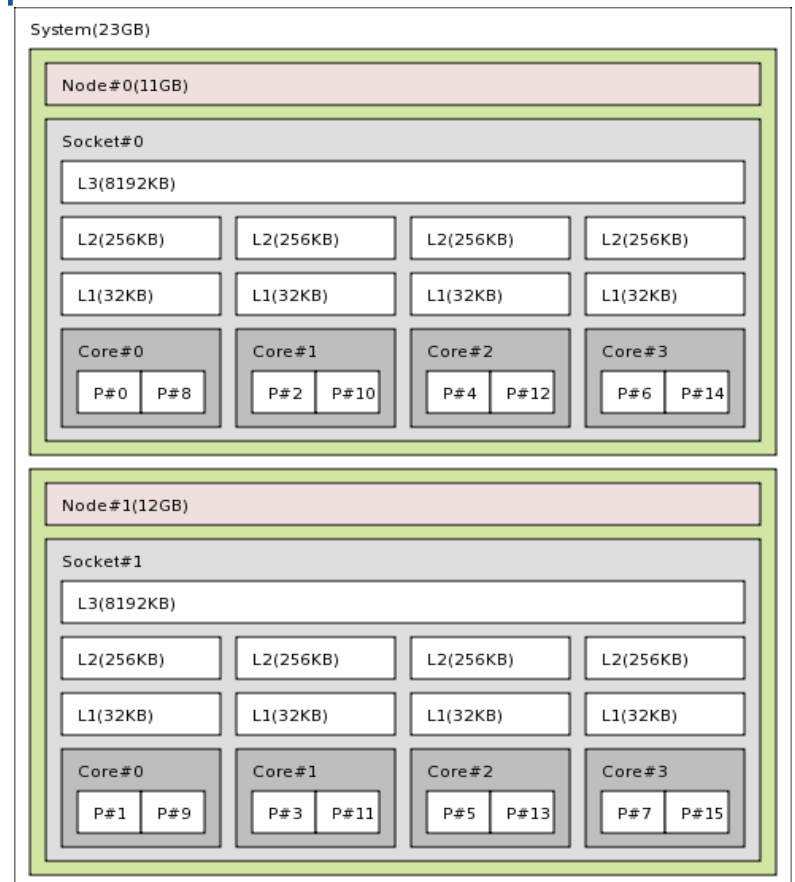 System(23GB)
Node#0(11GB)
Socket#0
L3(8192KB)
L2(256KB) L2(256KB) L2(256KB) L2(256KB)
L1(32KB) L1(32KB) L1(32KB) L1(32KB)
Core#0 Core#1 Core#2 Core#3
P#0 P#8 P#2 P#10 P#4 P#12 P#6 P#14
Node#1(12GB)
Socket#1
L3(8192KB)
L2(256KB) L2(256KB) L2(256KB) L2(256KB)
L1(32KB) L1(32KB) L1(32KB) L1(32KB)
Core#0 Core#1 Core#2 Core#3
P#1 P#9 P#3 P#11 P#5 P#13 P#7 P#15